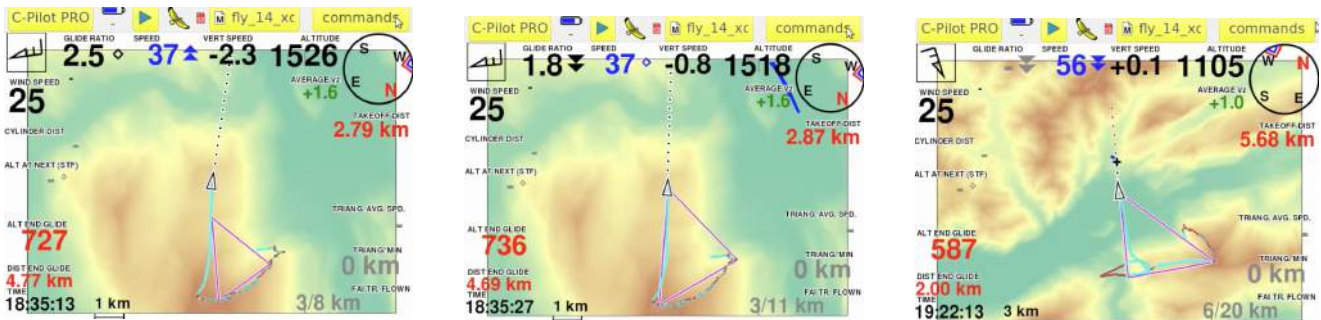 C-Pilot PRO
fly_14_xc
commands
GLIDE RATIO SPEED VERT SPEED ALTITUDE
2.5 37 -2.3 1526
WIND SPEED
25
AVERAGE Vz
+1.6
S W E N
TAKEOFF DIST
2.79 km
CYLINDER DIST
ALT AT NEXT (STF)
TRIANG. AVG. SPD.
ALT END GLIDE
727
TRIANG/MIN
0 km
DIST END GLIDE
4.77 km
FAI TR. FLOWN
3/8 km
TIME
18:35:13
1 km
C-Pilot PRO
fly_14_xc
commands
GLIDE RATIO SPEED VERT SPEED ALTITUDE
1.8 37 -0.8 1518
WIND SPEED
25
AVERAGE Vz
+1.6
S W E N
TAKEOFF DIST
2.87 km
CYLINDER DIST
ALT AT NEXT (STF)
TRIANG. AVG. SPD.
ALT END GLIDE
736
TRIANG/MIN
0 km
DIST END GLIDE
4.69 km
FAI TR. FLOWN
3/11 km
TIME
18:35:27
1 km
C-Pilot PRO
fly_14_xc
commands
GLIDE RATIO SPEED VERT SPEED ALTITUDE
- 56 +0.1 1105
WIND SPEED
25
AVERAGE Vz
+1.0
W N S E
TAKEOFF DIST
5.68 km
CYLINDER DIST
ALT AT NEXT (STF)
TRIANG. AVG. SPD.
ALT END GLIDE
587
TRIANG/MIN
0 km
DIST END GLIDE
2.00 km
FAI TR. FLOWN
6/20 km
TIME
19:22:13
3 km